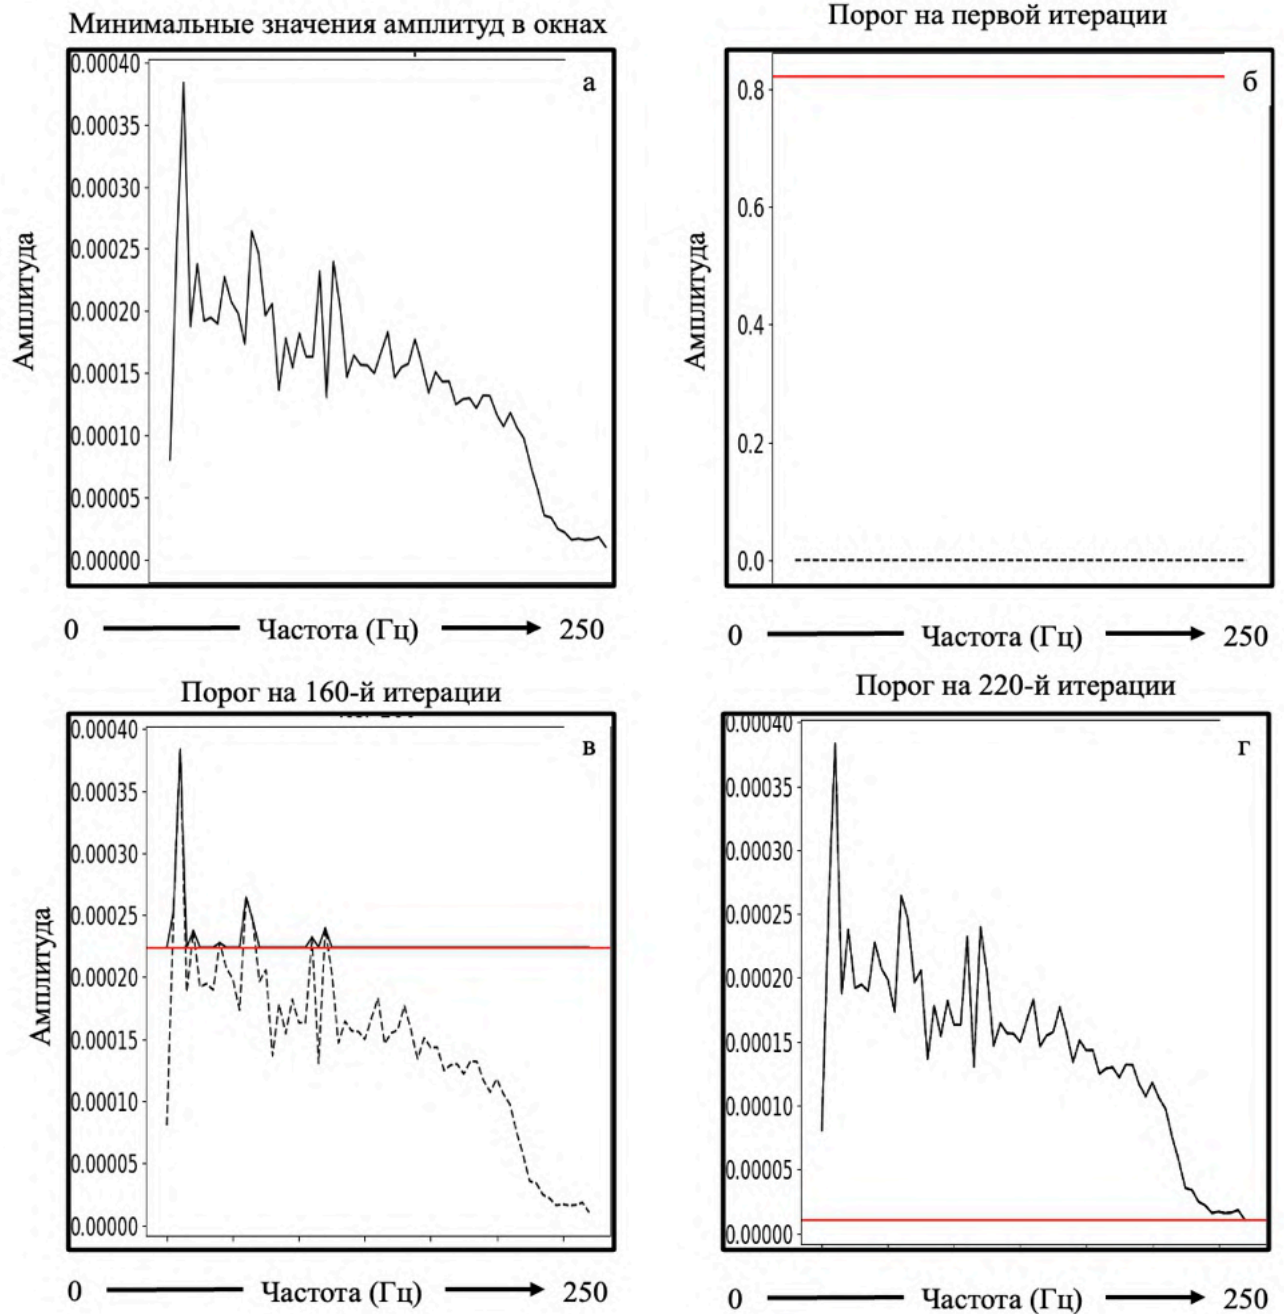 Минимальные значения амплитуд в окнах
Порог на первой итерации
0.00040
0.00035
0.00030
0.00025
0.00020
0.00015
0.00010
0.00005
0.00000
Амплитуда
а
0 Частота (Гц) 250
0.8
0.6
0.4
0.2
0.0
Амплитуда
б
0 Частота (Гц) 250
Порог на 160-й итерации
Порог на 220-й итерации
0.00040
0.00035
0.00030
0.00025
0.00020
0.00015
0.00010
0.00005
0.00000
Амплитуда
в
0 Частота (Гц) 250
0.00040
0.00035
0.00030
0.00025
0.00020
0.00015
0.00010
0.00005
0.00000
г
0 Частота (Гц) 250